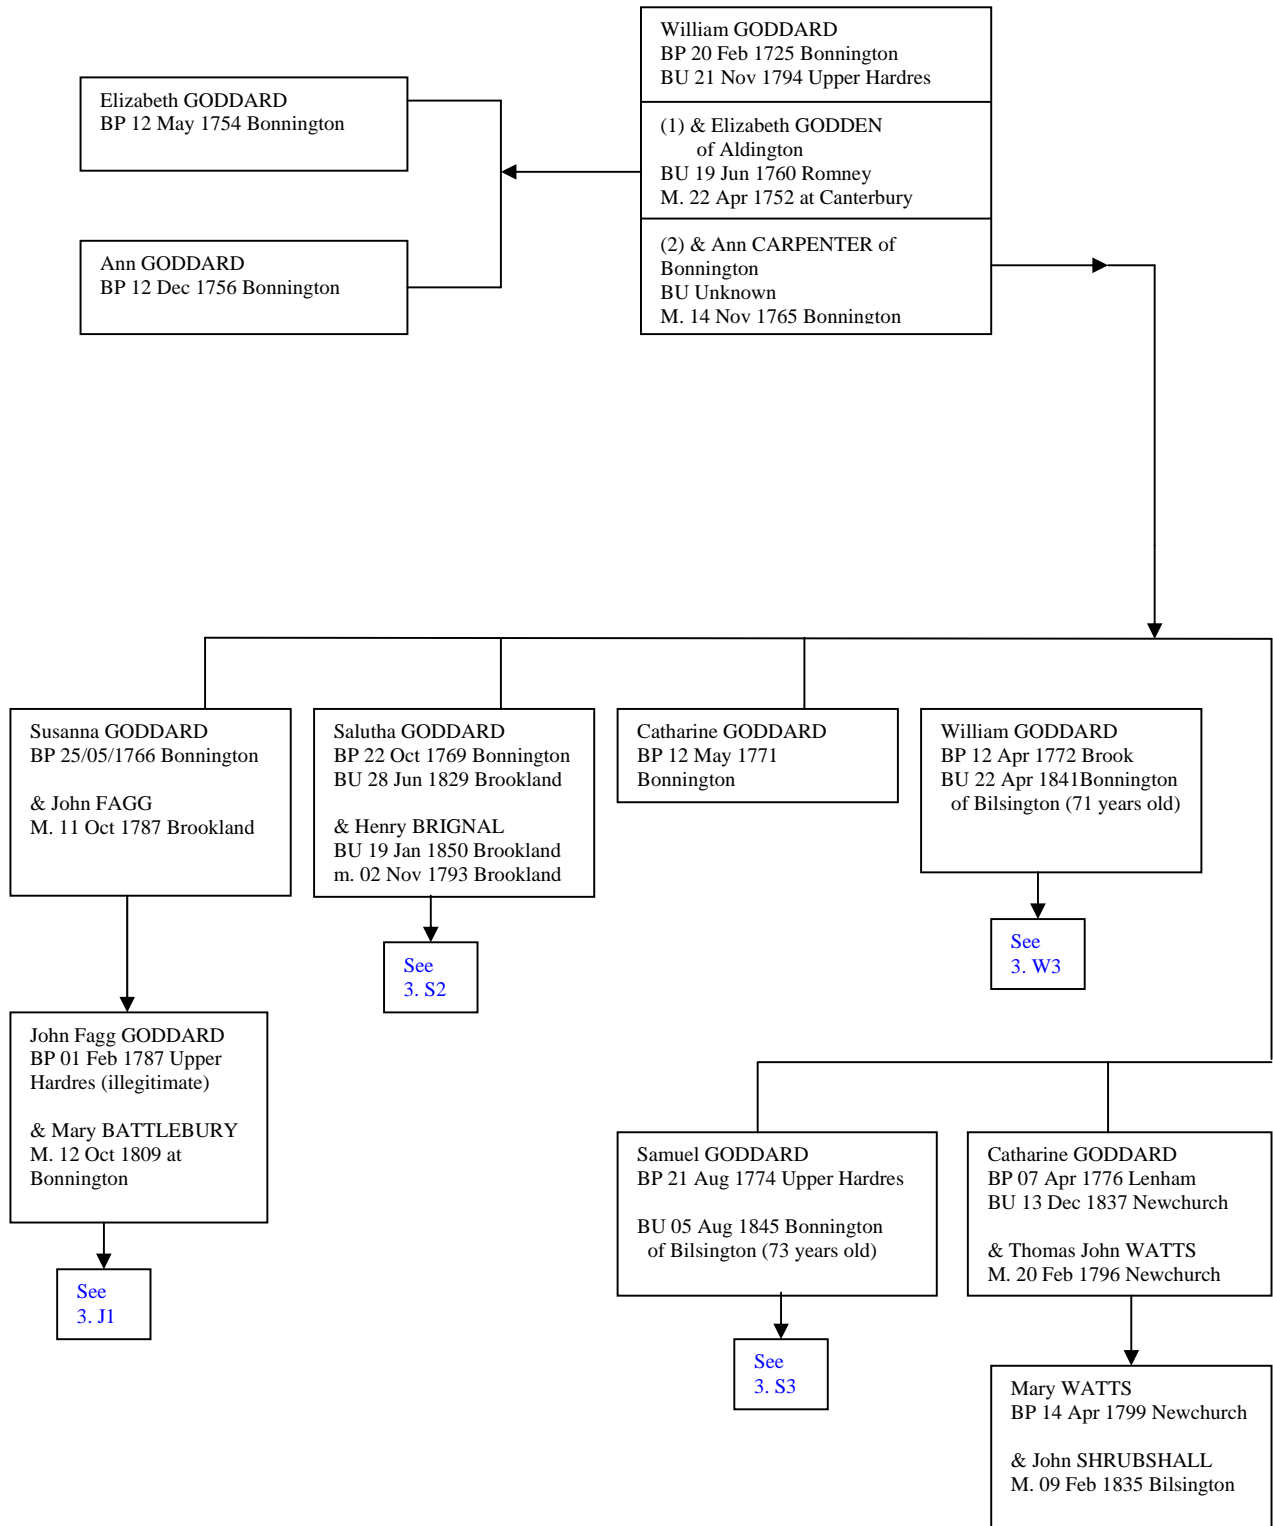 William GODDARD
BP 20 Feb 1725 Bonnington
BU 21 Nov 1794 Upper Hardres
Elizabeth GODDARD
BP 12 May 1754 Bonnington
(1) & Elizabeth GODDEN
of Aldington
BU 19 Jun 1760 Romney
M. 22 Apr 1752 at Canterbury
Ann GODDARD
BP 12 Dec 1756 Bonnington
(2) & Ann CARPENTER of
Bonnington
BU Unknown
M. 14 Nov 1765 Bonnington
Susanna GODDARD
BP 25/05/1766 Bonnington
& John FAGG
M. 11 Oct 1787 Brookland
Salutha GODDARD
BP 22 Oct 1769 Bonnington
BU 28 Jun 1829 Brookland
& Henry BRIGNAL
BU 19 Jan 1850 Brookland
m. 02 Nov 1793 Brookland
Catharine GODDARD
BP 12 May 1771
Bonnington
William GODDARD
BP 12 Apr 1772 Brook
BU 22 Apr 1841Bonnington
of Bilsington (71 years old)
See
3. S2
See
3. W3
John Fagg GODDARD
BP 01 Feb 1787 Upper
Hardres (illegitimate)
& Mary BATTLEBURY
M. 12 Oct 1809 at
Bonnington
Samuel GODDARD
BP 21 Aug 1774 Upper Hardres
BU 05 Aug 1845 Bonnington
of Bilsington (73 years old)
Catharine GODDARD
BP 07 Apr 1776 Lenham
BU 13 Dec 1837 Newchurch
& Thomas John WATTS
M. 20 Feb 1796 Newchurch
See
3. J1
See
3. S3
Mary WATTS
BP 14 Apr 1799 Newchurch
& John SHRUBSHALL
M. 09 Feb 1835 Bilsington